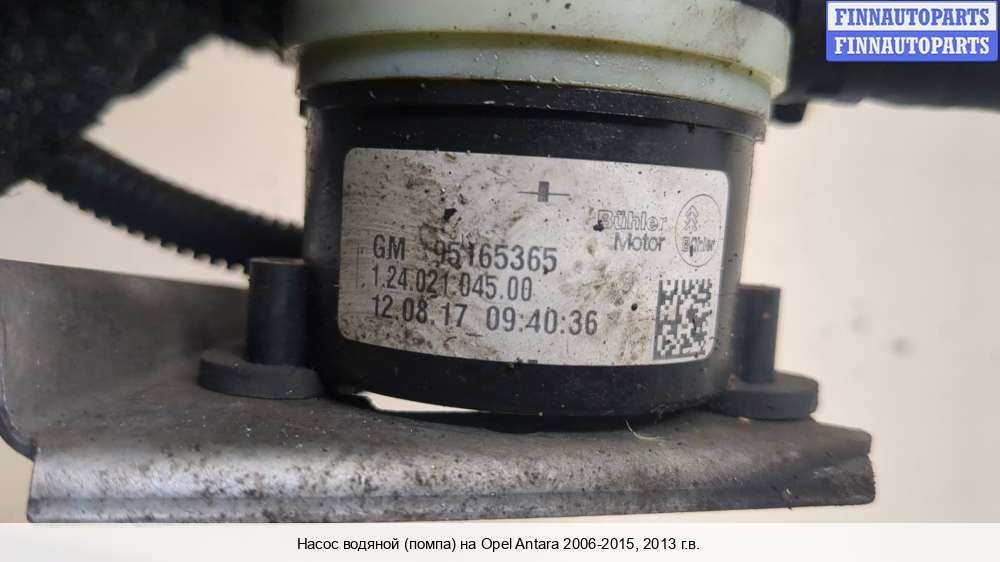 FINNAUTOPARTS
FINNAUTOPARTS
Bühler
Motor
Bühler
GM 95165365
1.24.021.045.00
12.08.17 09:40:36
Насос водяной (помпа) на Opel Antara 2006-2015, 2013 г.в.